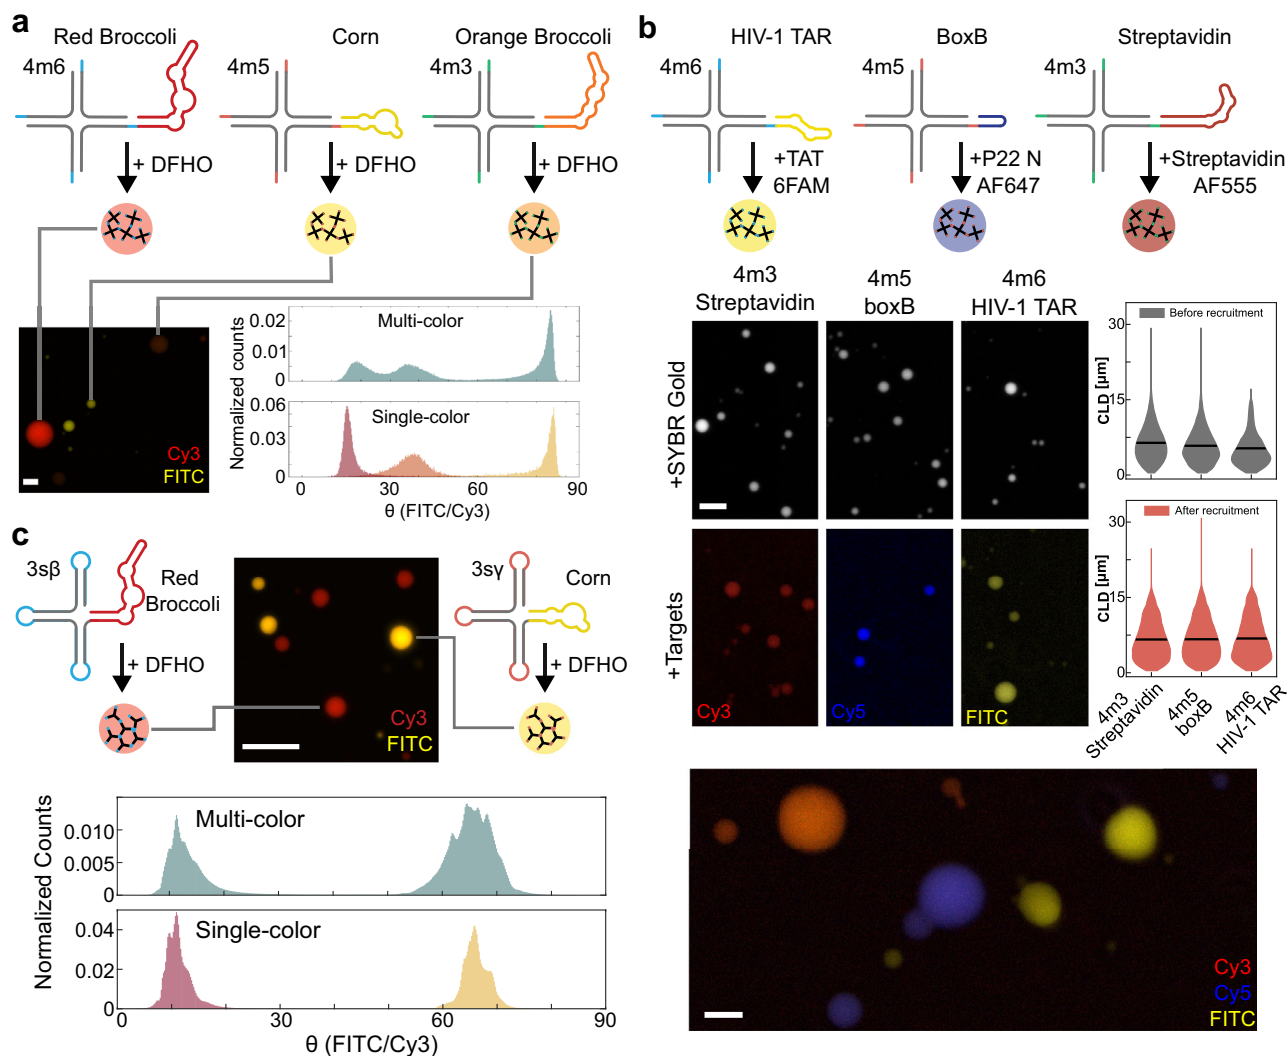 a
Red Broccoli
Corn
Orange Broccoli
4m6
4m5
4m3
+ DFHO
+ DFHO
+ DFHO
Cy3
FITC
Normalized counts
0.02
0.01
0
Multi-color
0.06
0.03
0
Single-color
0 30 60 90
θ (FITC/Cy3)
b
HIV-1 TAR
BoxB
Streptavidin
4m6
4m5
4m3
+TAT
6FAM
+P22 N
AF647
+Streptavidin
AF555
4m3
Streptavidin
4m5
boxB
4m6
HIV-1 TAR
+SYBR Gold
+Targets
Cy3
Cy5
FITC
CLD [µm]
30
15
0
Before recruitment
CLD [µm]
30
15
0
After recruitment
4m3
Streptavidin
4m5
boxB
4m6
HIV-1 TAR
Cy3
Cy5
FITC
c
3sβ
Red
Broccoli
+ DFHO
Cy3
FITC
3sγ
Corn
+ DFHO
Normalized Counts
0.010
0.005
0
Multi-color
0.04
0.02
0
Single-color
0 30 60 90
θ (FITC/Cy3)